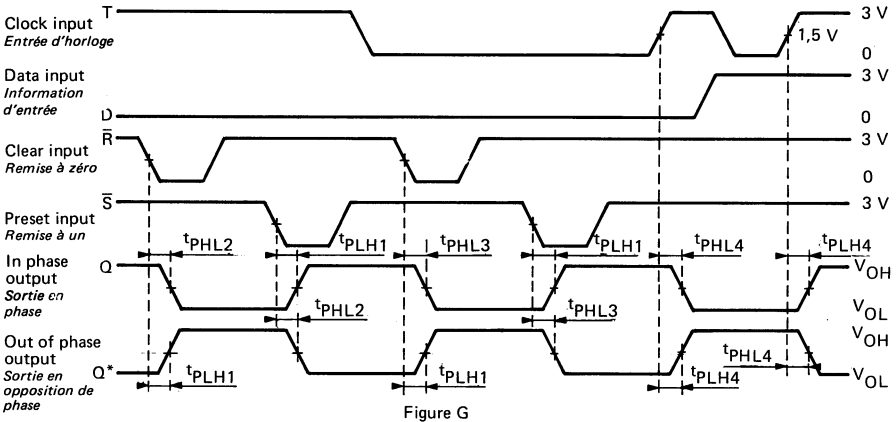 T
3 V
Clock input
Entrée d'horloge
1,5 V
0
Data input
Information
d'entrée
3 V
D
0
R̅
3 V
Clear input
Remise à zéro
0
S̅
3 V
Preset input
Remise à un
tPHL2
tPLH1
tPHL3
tPLH1
tPHL4
tPLH4
In phase
output
Sortie en
phase
Q
VOH
VOL
tPHL2
tPHL3
Out of phase
output
Sortie en
opposition de
phase
VOH
Q*
tPLH1
tPLH1
tPLH4
tPHL4
VOL
Figure G